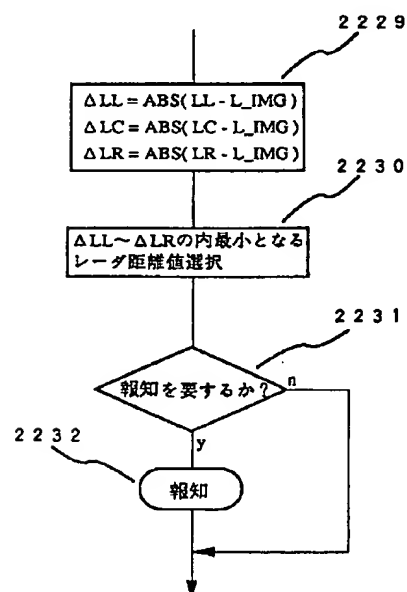 2229
ΔLL=ABS(LL-L_IMG)
ΔLC=ABS(LC-L_IMG)
ΔLR=ABS(LR-L_IMG)
2230
ΔLL〜ΔLRの内最小となる
レーダ距離値選択
2231
報知を要するか?
n
2232
y
報知